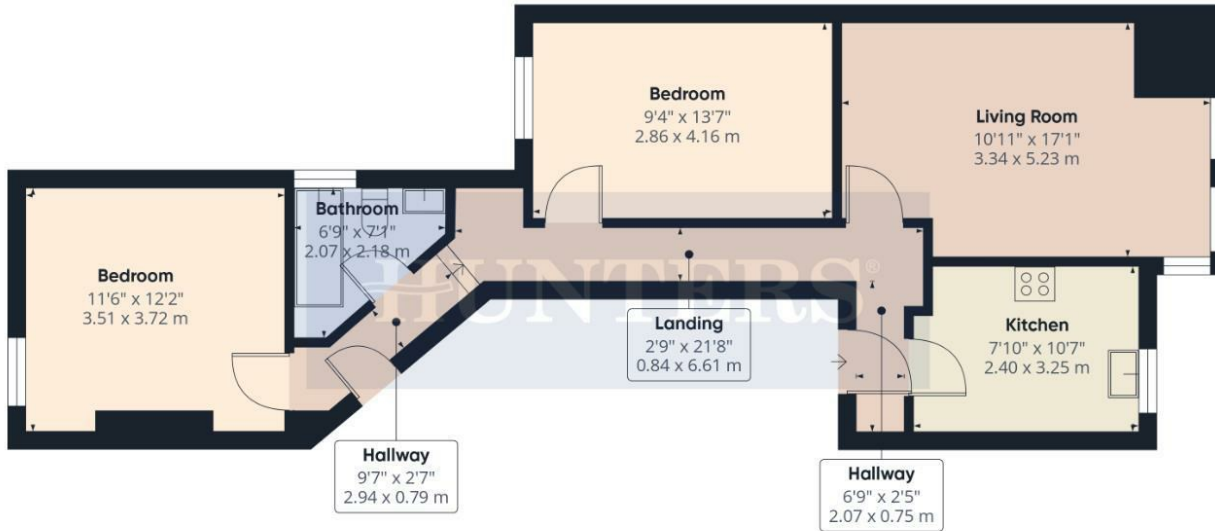 Bedroom
9'4" x 13'7"
2.86 x 4.16 m
Living Room
10'11" x 17'1"
3.34 x 5.23 m
Bathroom
6'9" x 7'1"
2.07 x 2.18 m
Bedroom
11'6" x 12'2"
3.51 x 3.72 m
HUNTERS®
Landing
2'9" x 21'8"
0.84 x 6.61 m
Kitchen
7'10" x 10'7"
2.40 x 3.25 m
Hallway
9'7" x 2'7"
2.94 x 0.79 m
Hallway
6'9" x 2'5"
2.07 x 0.75 m